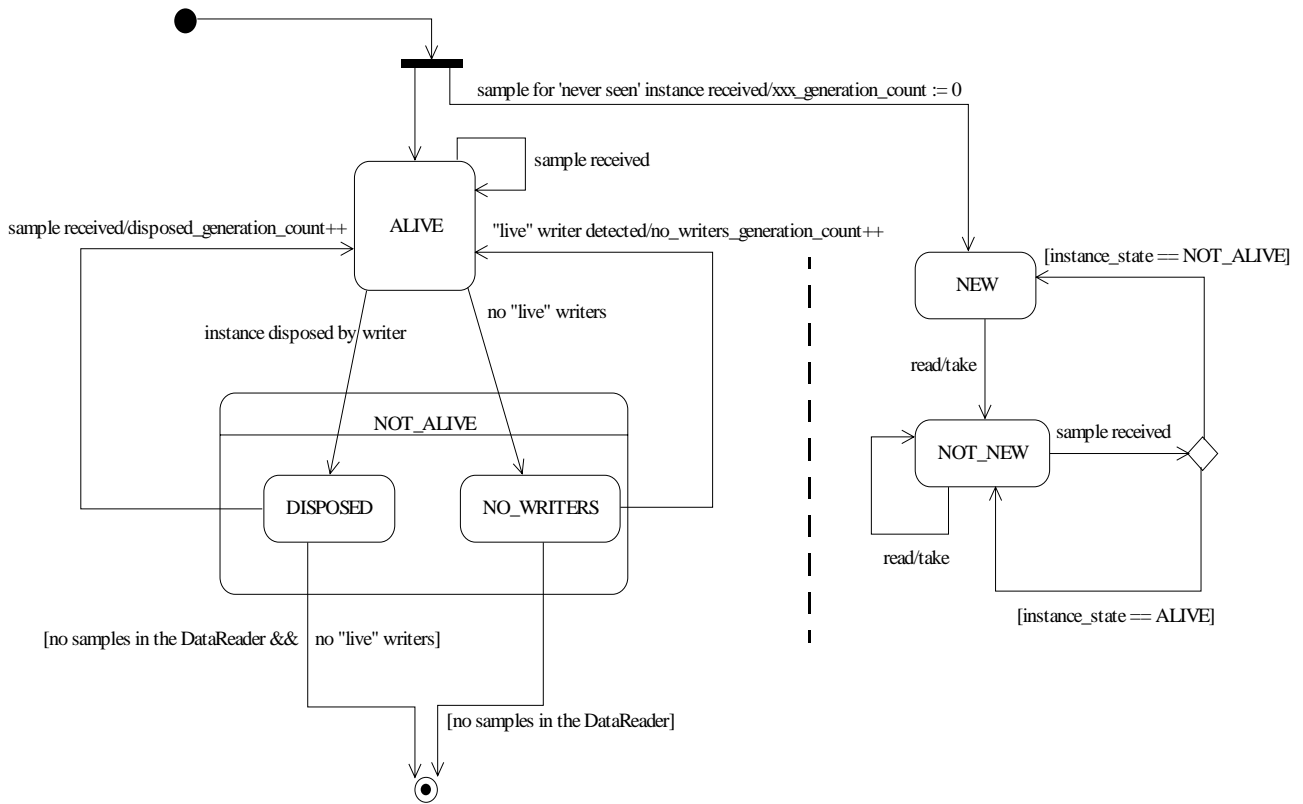 sample for 'never seen' instance received/xxx_generation_count := 0
sample received
ALIVE
sample received/disposed_generation_count++
"live" writer detected/no_writers_generation_count++
[instance_state == NOT_ALIVE]
NEW
no "live" writers
instance disposed by writer
read/take
NOT_ALIVE
sample received
NOT_NEW
DISPOSED
NO_WRITERS
read/take
[instance_state == ALIVE]
[no samples in the DataReader && no "live" writers]
[no samples in the DataReader]